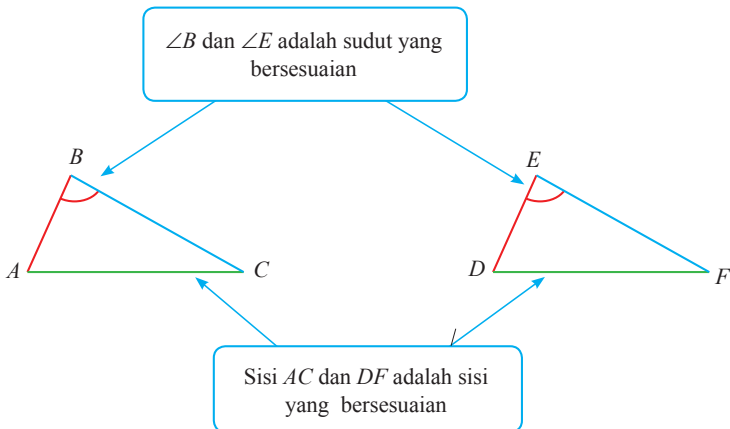 ∠B dan ∠E adalah sudut yang
bersesuaian
B
E
A
C
D
F
Sisi AC dan DF adalah sisi
yang bersesuaian